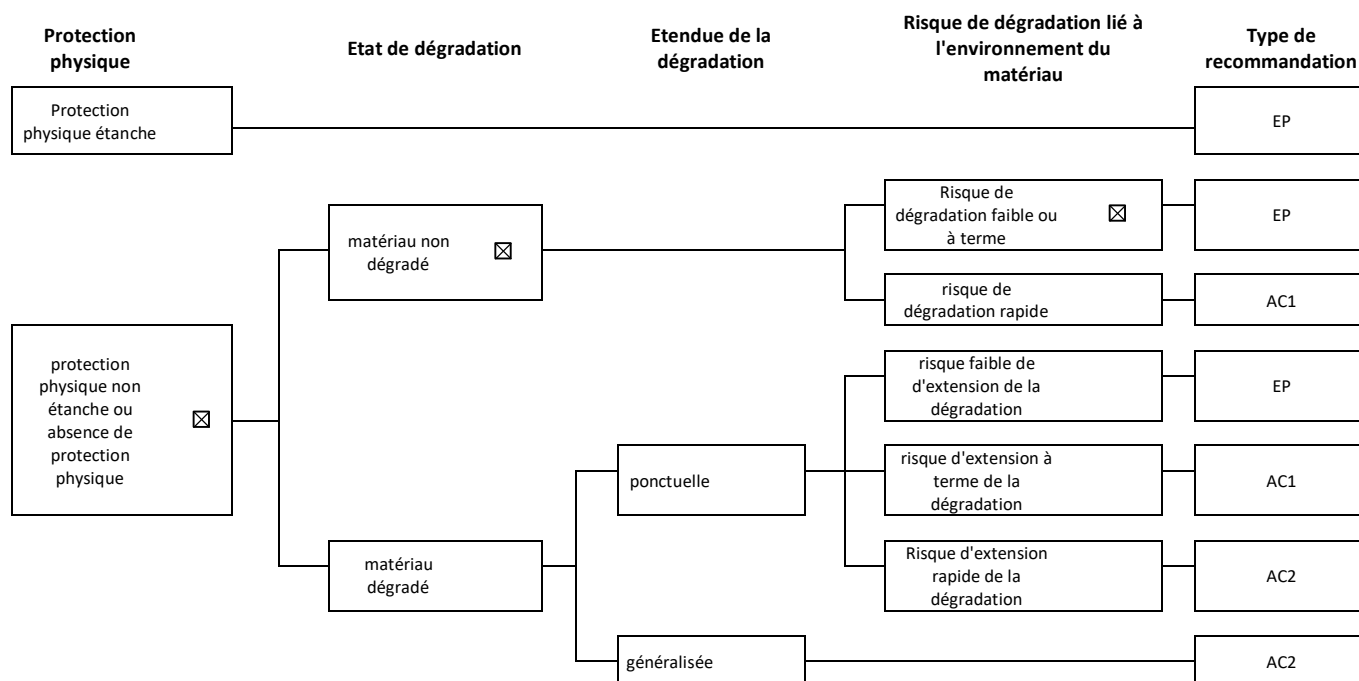 Protection
physique
Etat de dégradation
Etendue de la
dégradation
Risque de dégradation lié à
l'environnement du
matériau
Type de
recommandation
Protection
physique étanche
EP
Risque de
dégradation faible ou
à terme
☒
EP
matériau non
dégradé
☒
risque de
dégradation rapide
AC1
protection
physique non
étanche ou
absence de
protection
physique
☒
risque faible de
d'extension de la
dégradation
EP
ponctuelle
risque d'extension à
terme de la
dégradation
AC1
matériau
dégradé
Risque d'extension
rapide de la
dégradation
AC2
généralisée
AC2